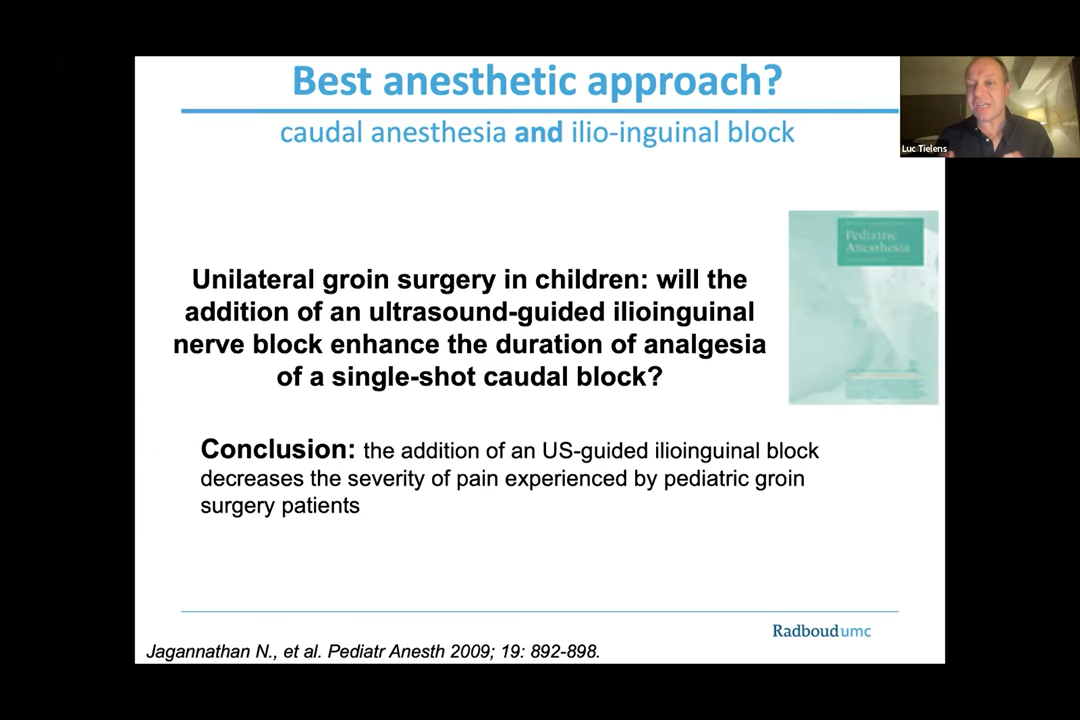 Best anesthetic approach?
caudal anesthesia and ilio-inguinal block
Luc Tielens
Pediatric
Anesthesia
Unilateral groin surgery in children: will the
addition of an ultrasound-guided ilioinguinal
nerve block enhance the duration of analgesia
of a single-shot caudal block?
Conclusion: the addition of an US-guided ilioinguinal block
decreases the severity of pain experienced by pediatric groin
surgery patients
Radboudumc
Jagannathan N., et al. Pediatr Anesth 2009; 19: 892-898.